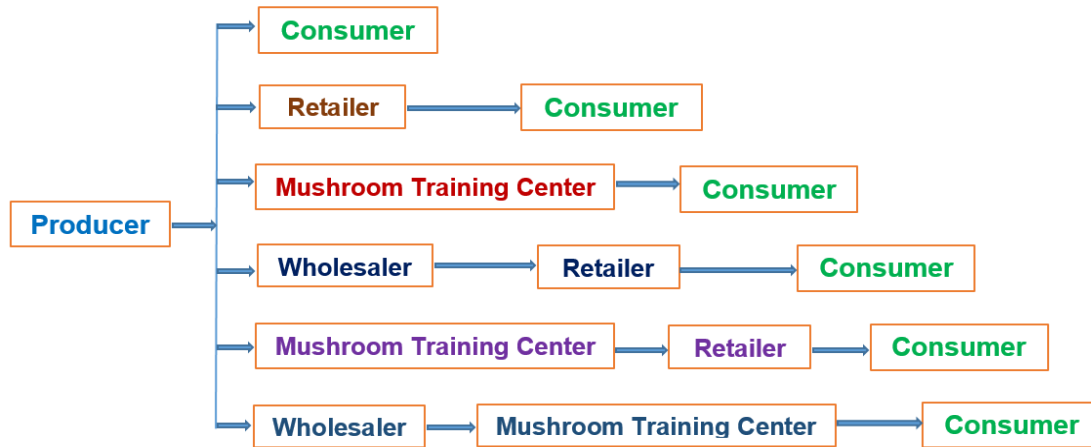 Consumer
Retailer Consumer
Mushroom Training Center Consumer
Producer
Wholesaler Retailer Consumer
Mushroom Training Center Retailer Consumer
Wholesaler Mushroom Training Center Consumer